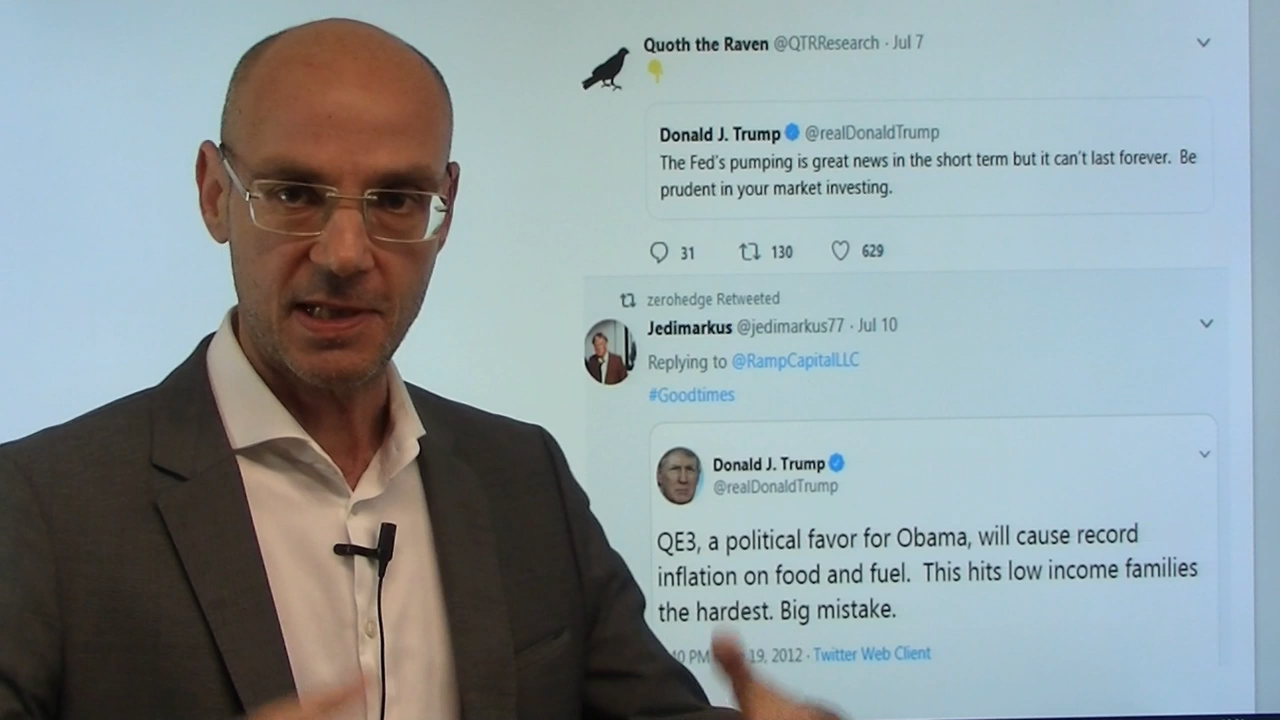 Quoth the Raven @QTRResearch · Jul 7
Donald J. Trump @realDonaldTrump
The Fed's pumping is great news in the short term but it can't last forever. Be
prudent in your market investing.
31 130 629
zerohedge Retweeted
Jedimarkus @jedimarkus77 · Jul 10
Replying to @RampCapitalLLC
#Goodtimes
Donald J. Trump
@realDonaldTrump
QE3, a political favor for Obama, will cause record
inflation on food and fuel. This hits low income families
the hardest. Big mistake.
PM 19, 2012 · Twitter Web Client